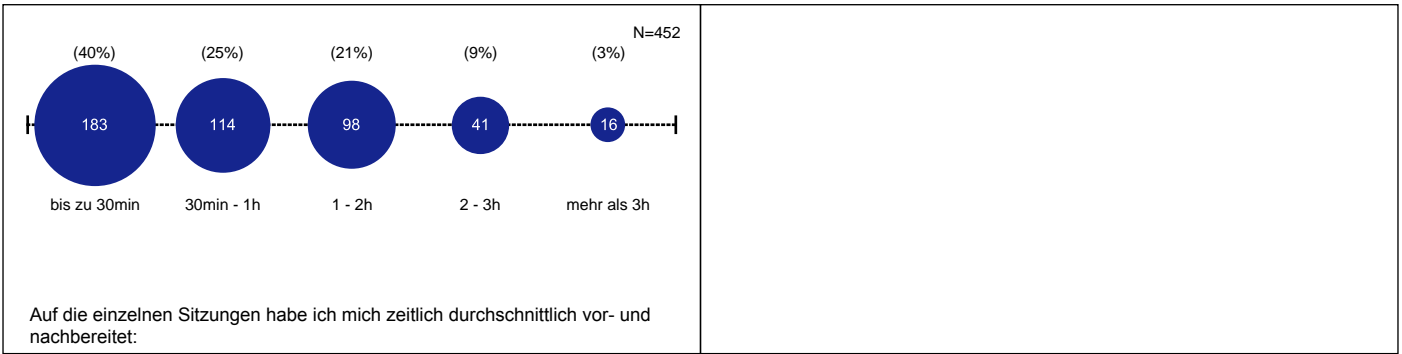 N=452
(40%) (25%) (21%) (9%) (3%)
183 114 98 41 16
bis zu 30min 30min - 1h 1 - 2h 2 - 3h mehr als 3h
Auf die einzelnen Sitzungen habe ich mich zeitlich durchschnittlich vor- und
nachbereitet: